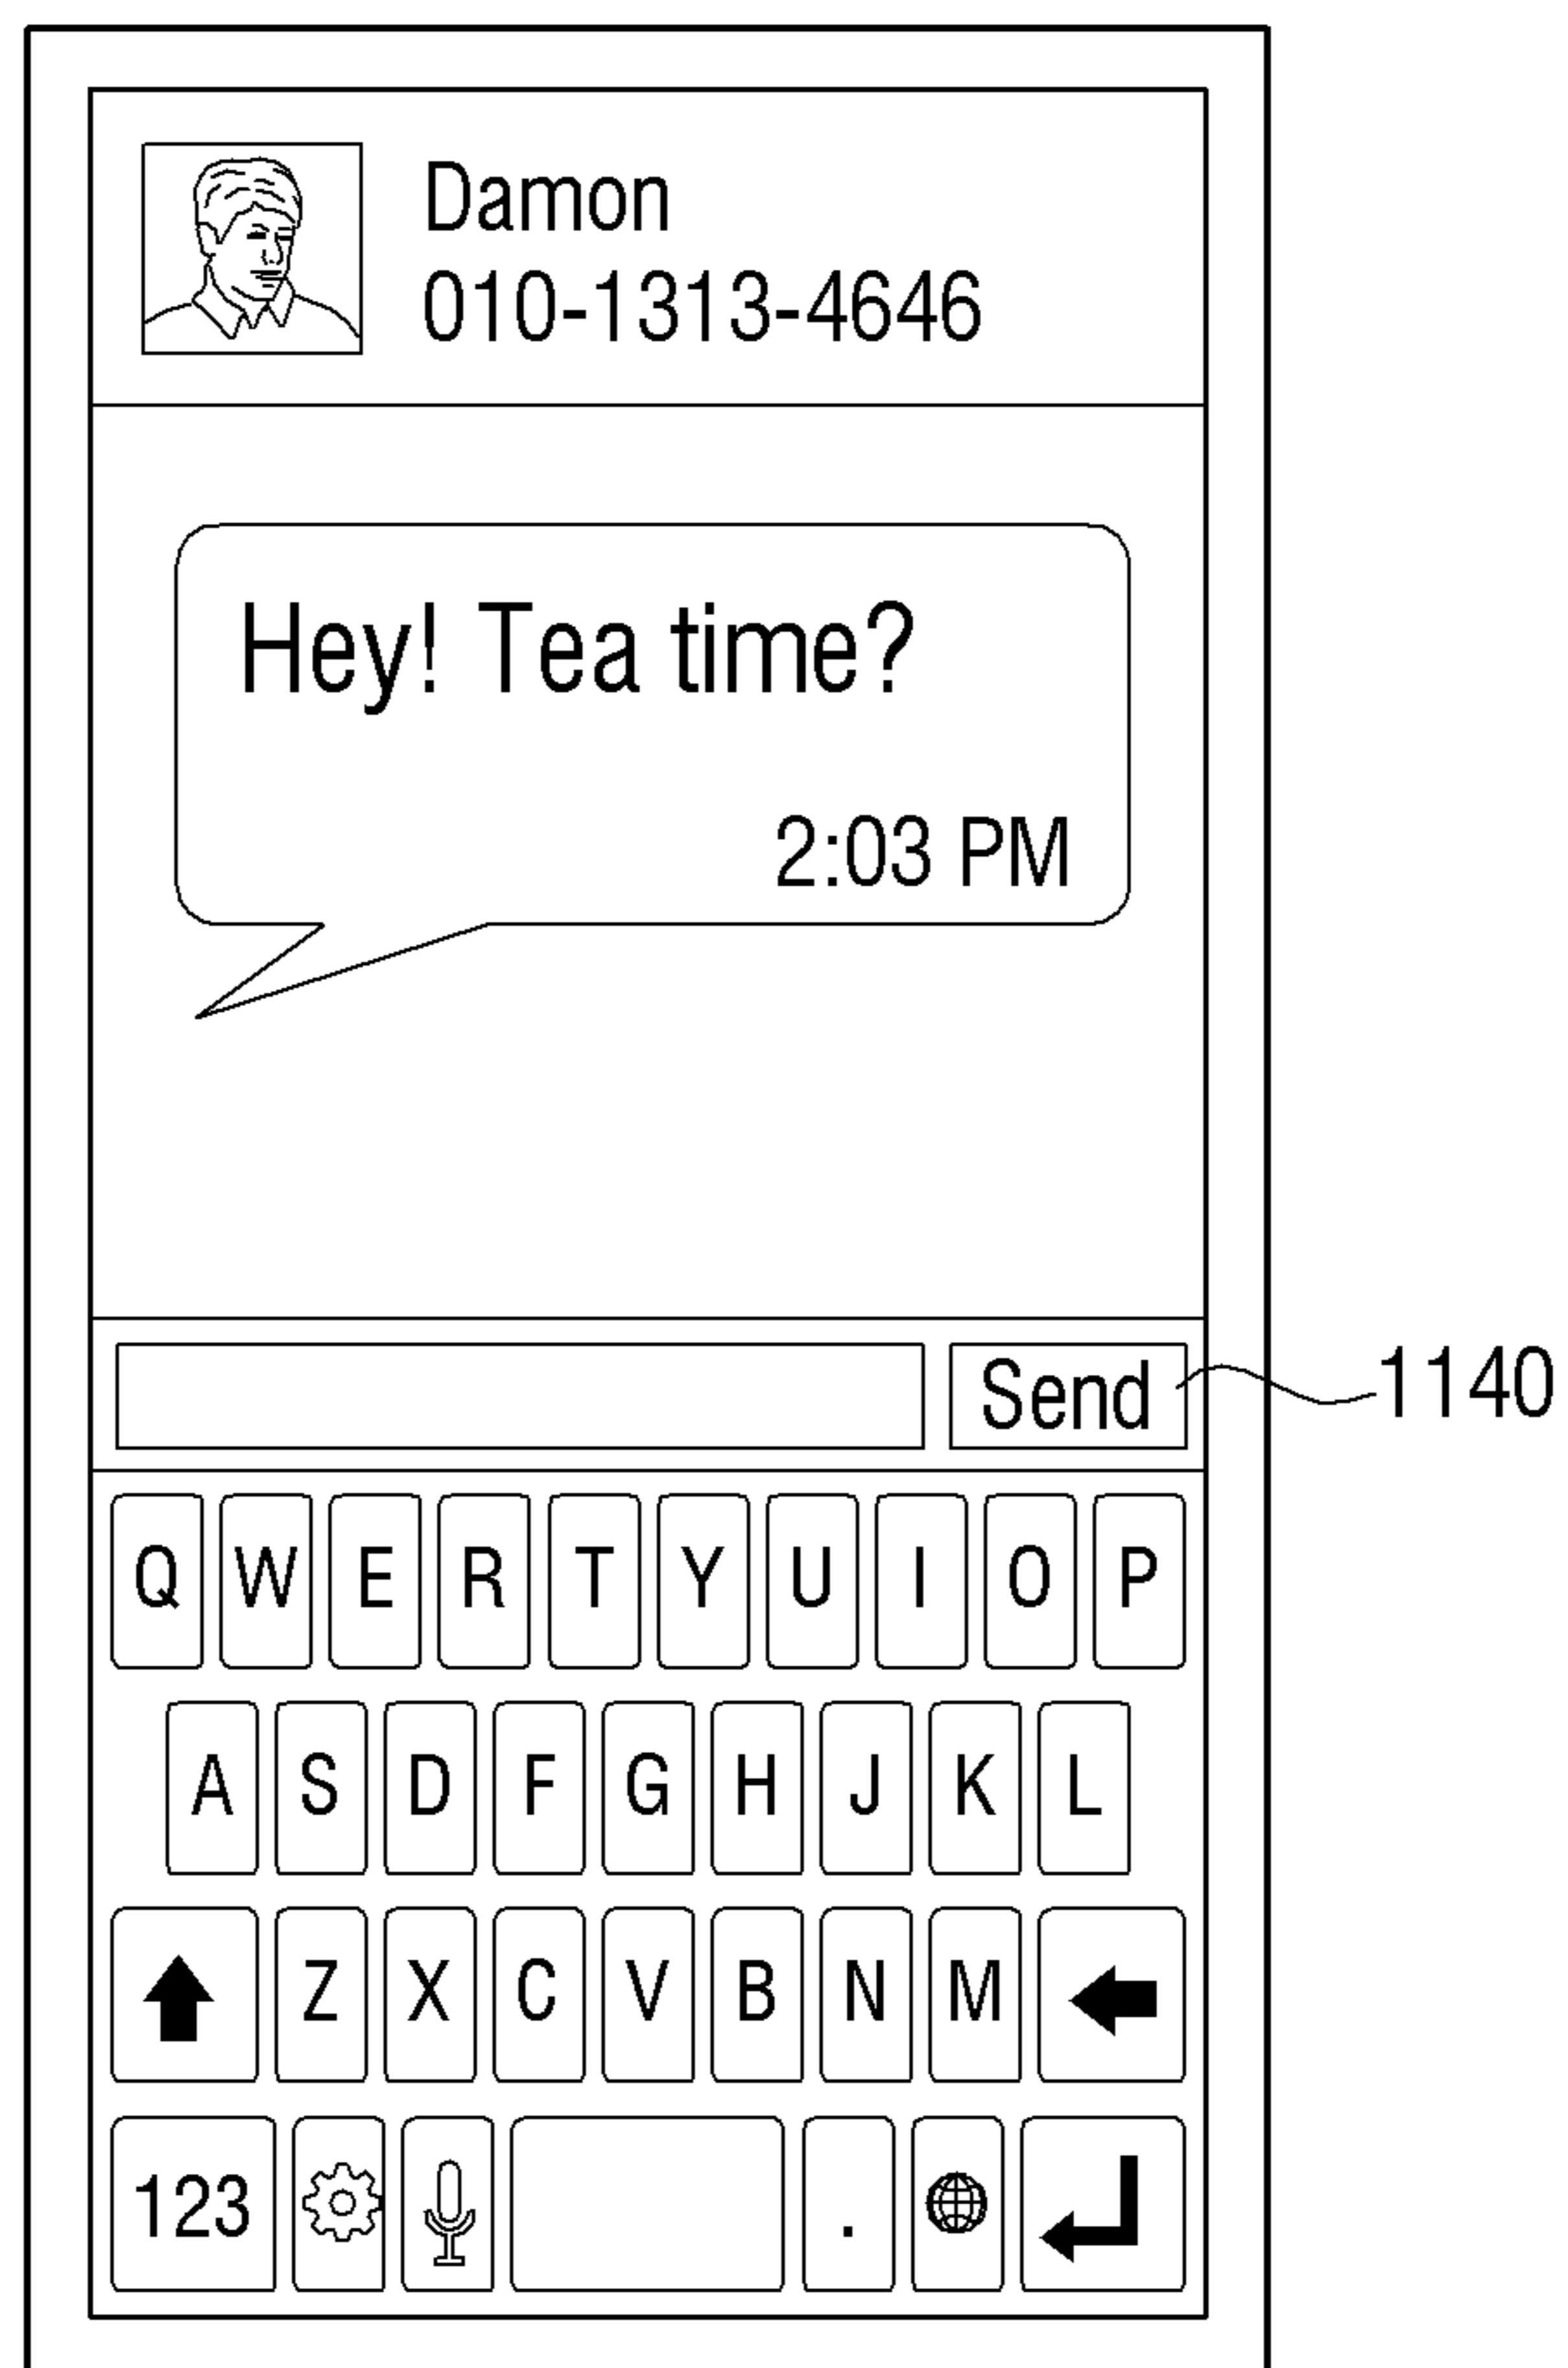 Damon
010-1313-4646
Hey! Tea time?
2:03 PM
Send 1140
Q W E R T Y U I O P
A S D F G H J K L
Z X C V B N M
123 .